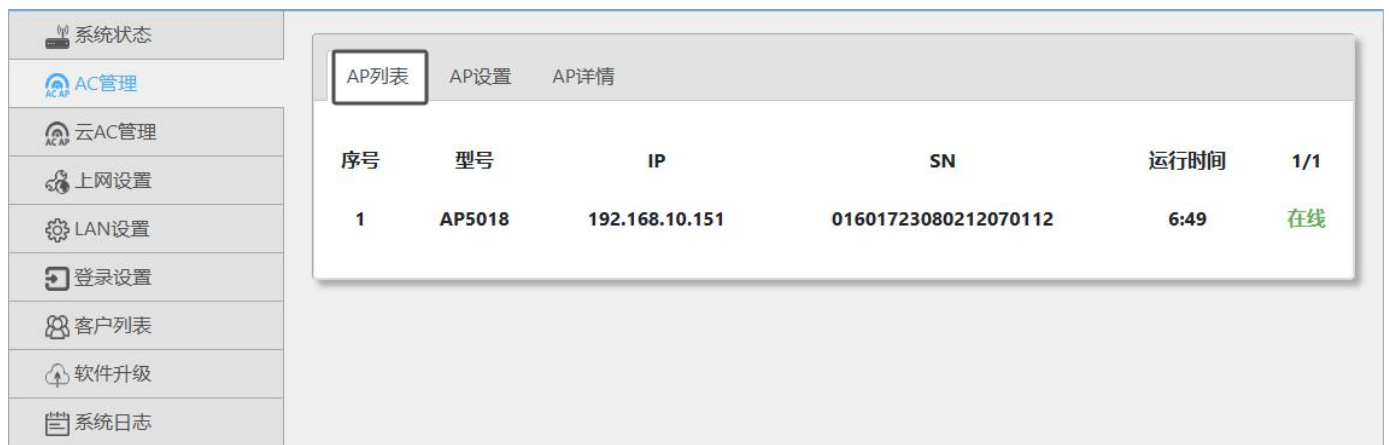 系统状态
AC管理
云AC管理
上网设置
LAN设置
登录设置
客户列表
软件升级
系统日志
AP列表 AP设置 AP详情
序号 型号 IP SN 运行时间 1/1
1 AP5018 192.168.10.151 01601723080212070112 6:49 在线